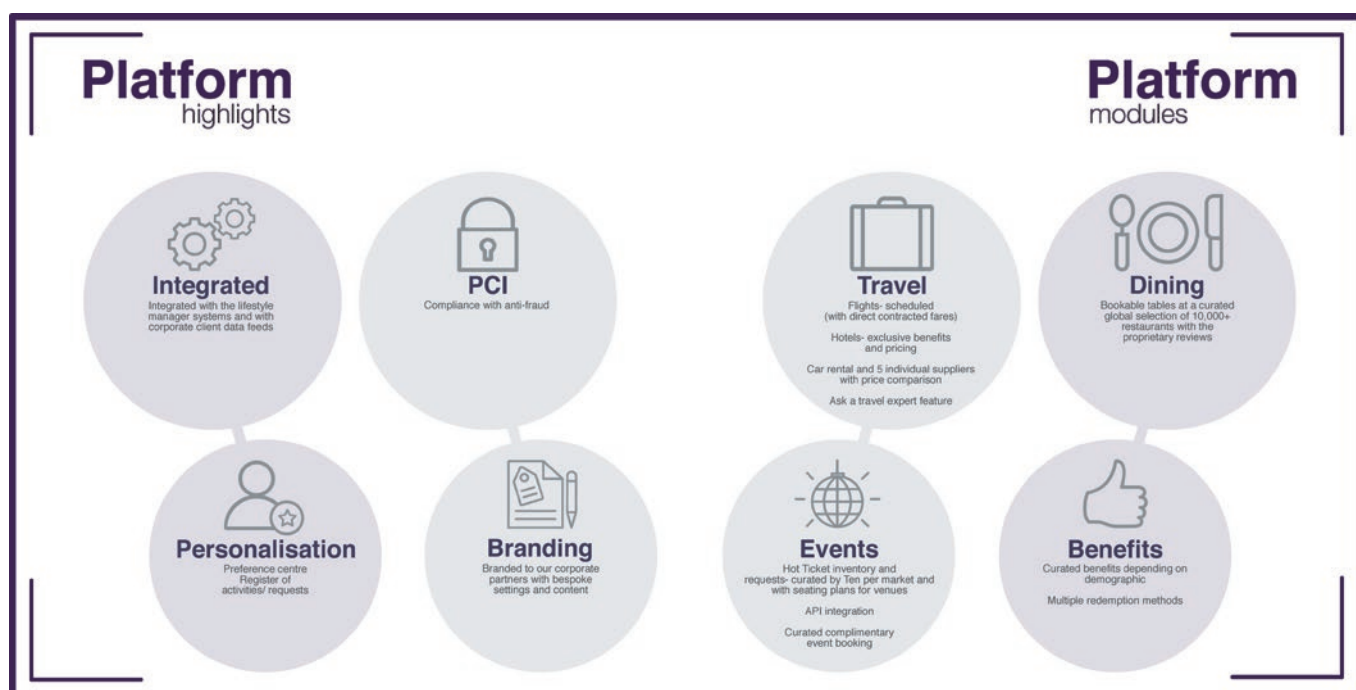 Platform
highlights
Integrated
Integrated with the lifestyle
manager systems and with
corporate client data feeds
PCI
Compliance with anti-fraud
Personalisation
Preference centre
Register of
activities/ requests
Branding
Branded to our corporate
partners with bespoke
settings and content
Platform
modules
Travel
Flights- scheduled
(with direct contracted fares)
Hotels- exclusive benefits
and pricing
Car rental and 5 individual suppliers
with price comparison
Ask a travel expert feature
Dining
Bookable tables at a curated
global selection of 10,000+
restaurants with the
proprietary reviews
Events
Hot Ticket inventory and
requests- curated by Ten per market and
with seating plans for venues
API integration
Curated complimentary
event booking
Benefits
Curated benefits depending on
demographic
Multiple redemption methods